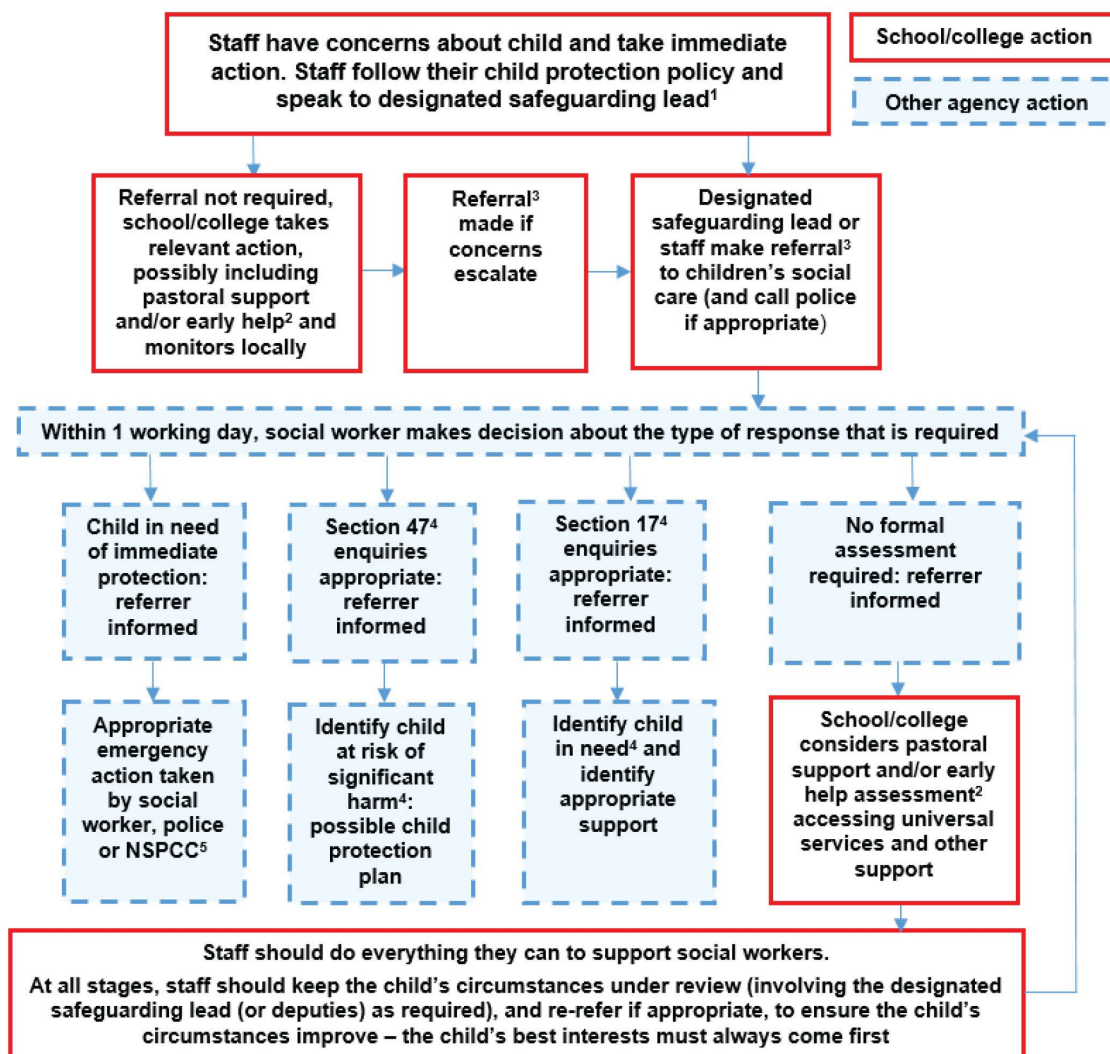 Staff have concerns about child and take immediate
action. Staff follow their child protection policy and
speak to designated safeguarding lead¹
School/college action
Other agency action
Referral not required,
school/college takes
relevant action,
possibly including
pastoral support
and/or early help² and
monitors locally
Referral³
made if
concerns
escalate
Designated
safeguarding lead or
staff make referral³
to children’s social
care (and call police
if appropriate)
Within 1 working day, social worker makes decision about the type of response that is required
Child in need
of immediate
protection:
referrer
informed
Section 47⁴
enquiries
appropriate:
referrer
informed
Section 17⁴
enquiries
appropriate:
referrer
informed
No formal
assessment
required: referrer
informed
Appropriate
emergency
action taken
by social
worker, police
or NSPCC⁵
Identify child
at risk of
significant
harm⁴:
possible child
protection
plan
Identify child
in need⁴ and
identify
appropriate
support
School/college
considers pastoral
support and/or early
help assessment²
accessing universal
services and other
support
Staff should do everything they can to support social workers.
At all stages, staff should keep the child’s circumstances under review (involving the designated
safeguarding lead (or deputies) as required), and re-refer if appropriate, to ensure the child’s
circumstances improve – the child’s best interests must always come first